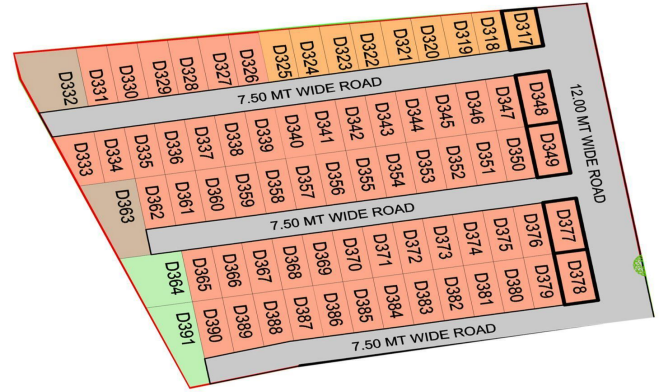 D332 D331 D330 D329 D328 D327 D326 D325 D324 D323 D322 D321 D320 D319 D318 D317
7.50 MT WIDE ROAD
12.00 MT WIDE ROAD
D333 D334 D335 D336 D337 D338 D339 D340 D341 D342 D343 D344 D345 D346 D347 D348
D363 D362 D361 D360 D359 D358 D357 D356 D355 D354 D353 D352 D351 D350 D349
7.50 MT WIDE ROAD
D364 D365 D366 D367 D368 D369 D370 D371 D372 D373 D374 D375 D376 D377
D391 D390 D389 D388 D387 D386 D385 D384 D383 D382 D381 D380 D379 D378
7.50 MT WIDE ROAD